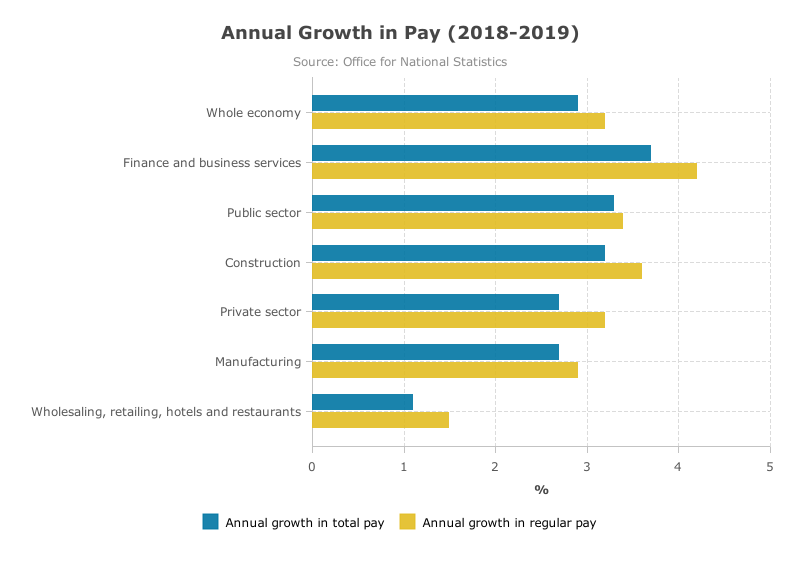 Annual Growth in Pay (2018-2019)
Source: Office for National Statistics
Whole economy
Finance and business services
Public sector
Construction
Private sector
Manufacturing
Wholesaling, retailing, hotels and restaurants
0 1 2 3 4 5
%
Annual growth in total pay Annual growth in regular pay